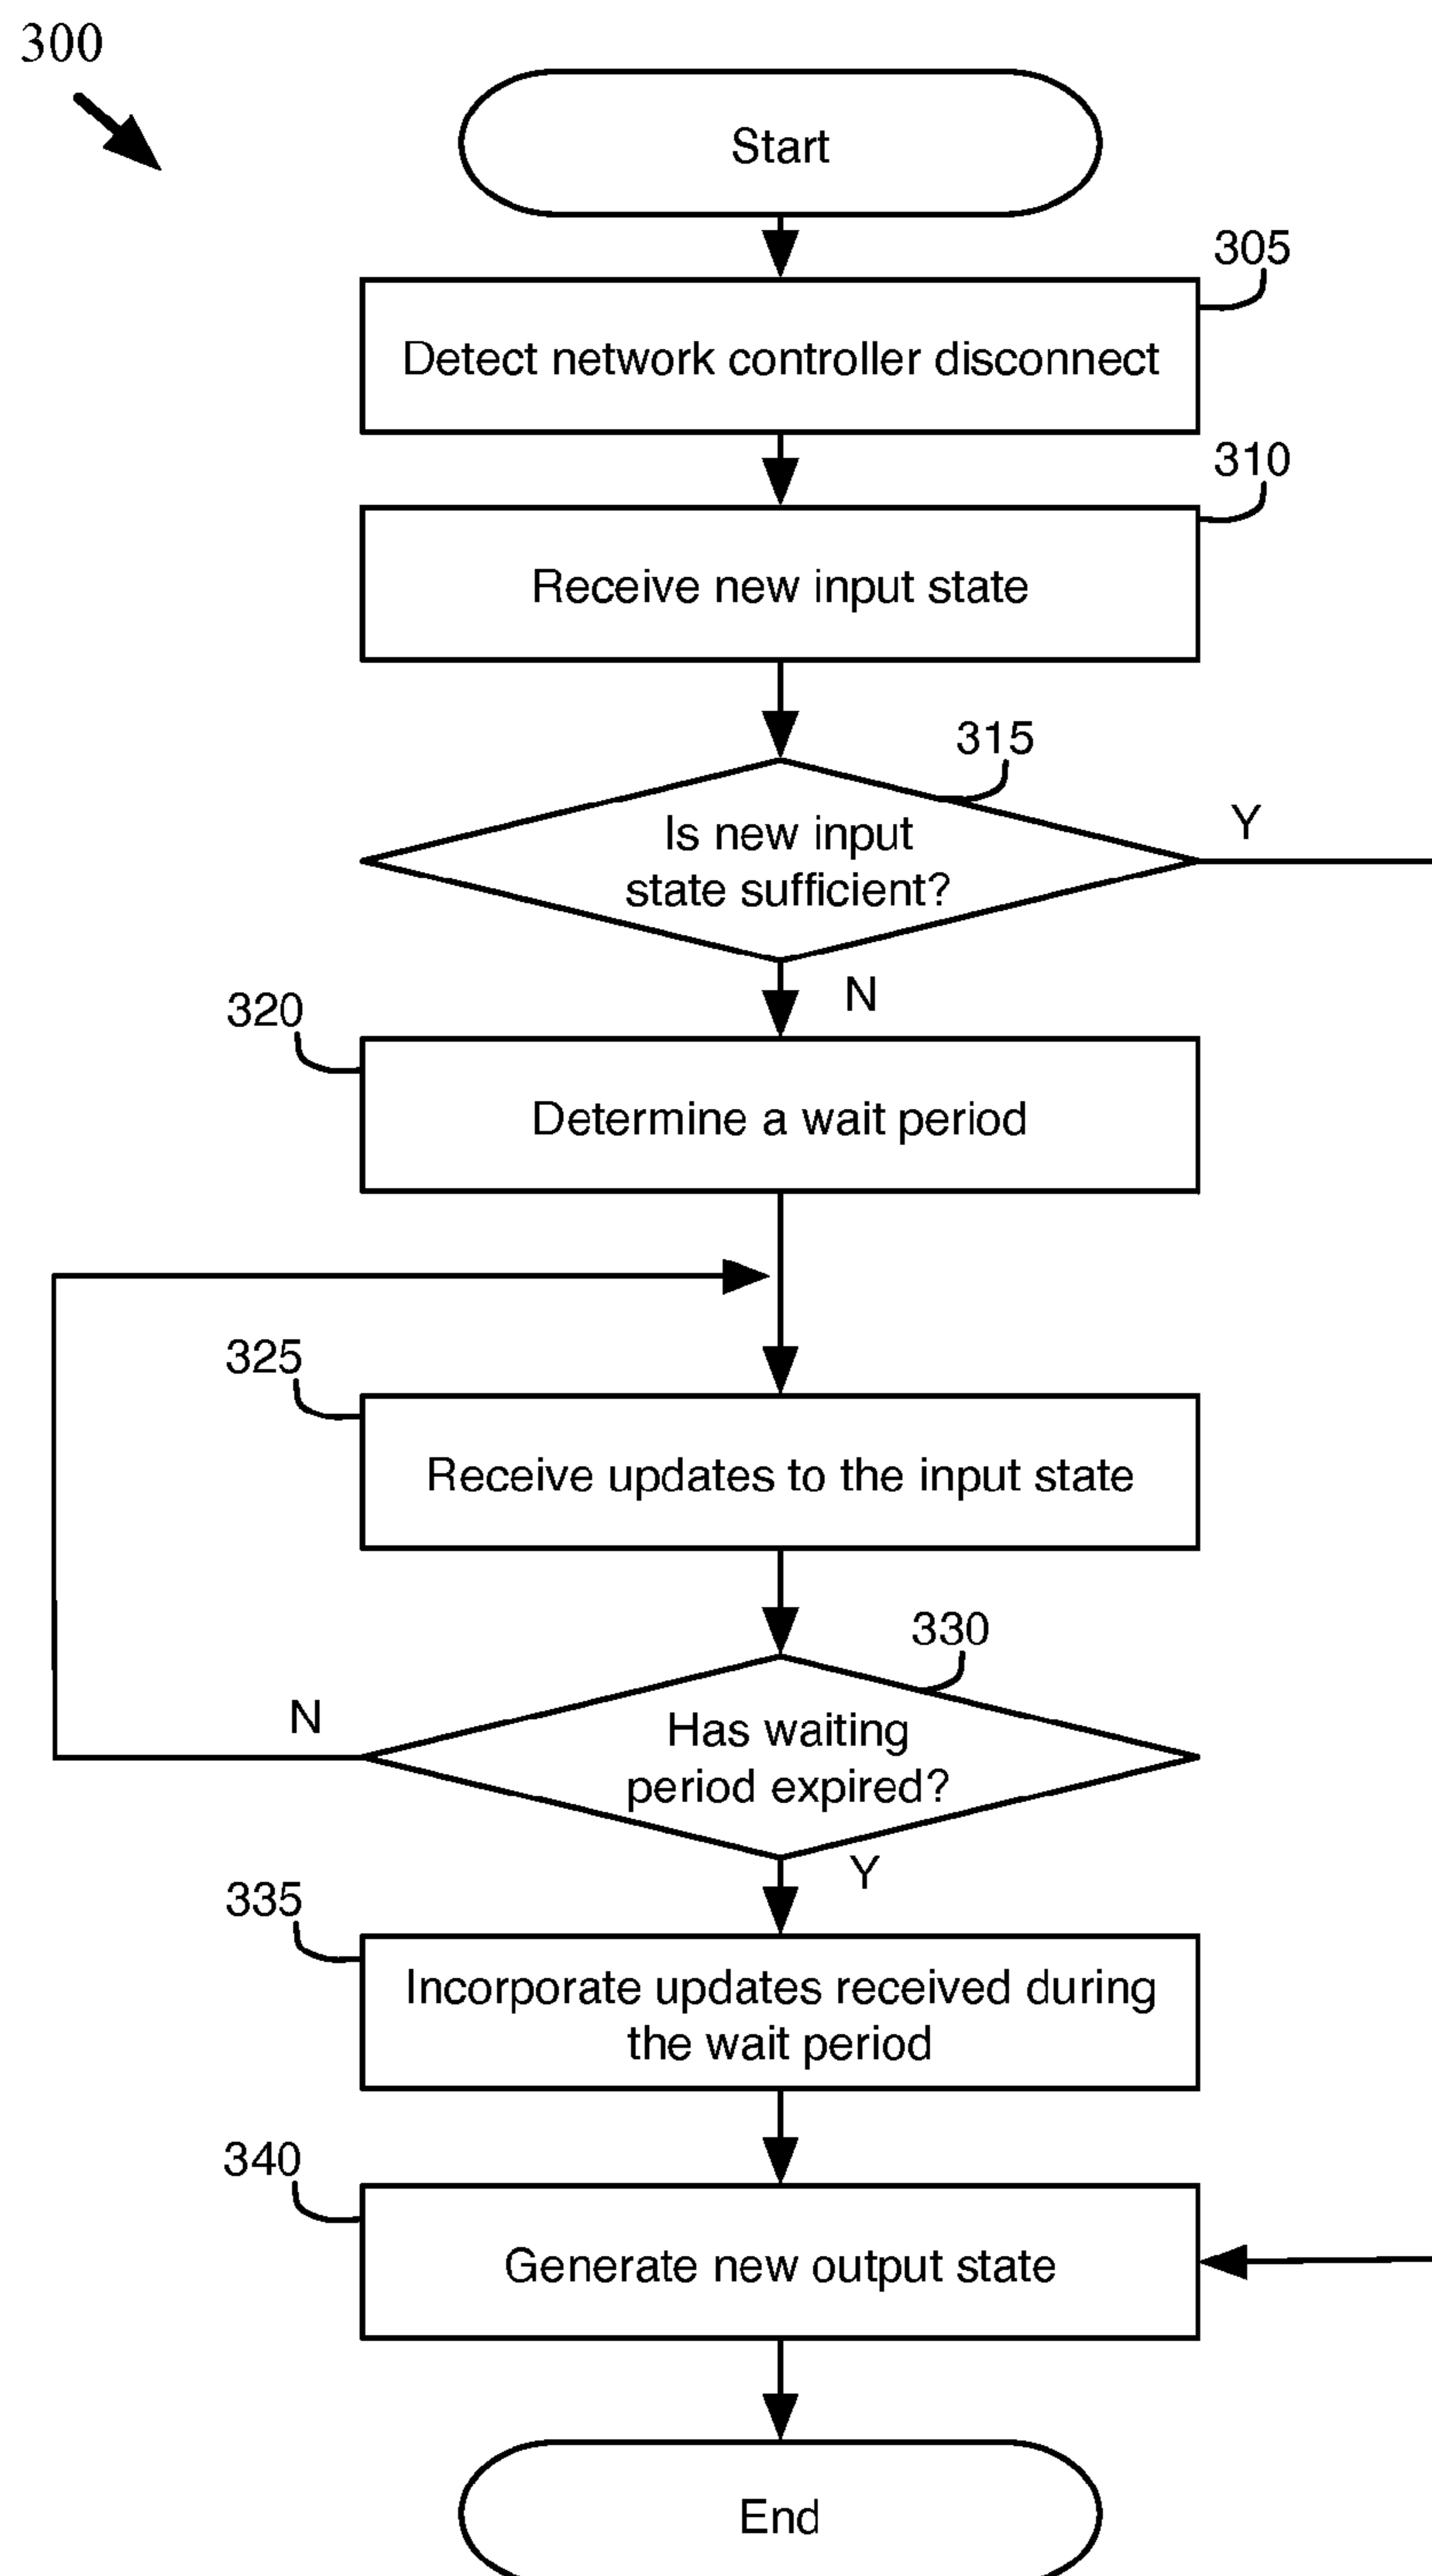 300
Start
305
Detect network controller disconnect
310
Receive new input state
315
Is new input
state sufficient?
Y
N
320
Determine a wait period
325
Receive updates to the input state
330
Has waiting
period expired?
N
Y
335
Incorporate updates received during
the wait period
340
Generate new output state
End